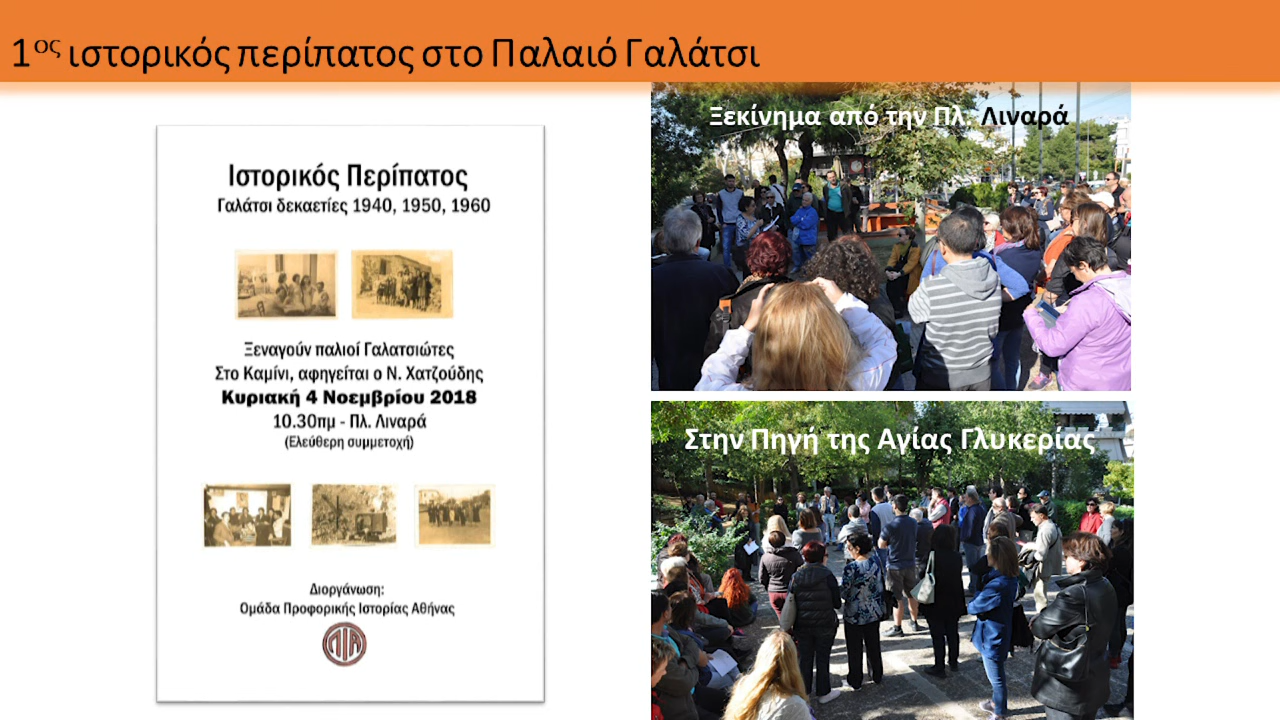 1ος ιστορικός περίπατος στο Παλαιό Γαλάτσι
Ιστορικός Περίπατος
Γαλάτσι δεκαετίες 1940, 1950, 1960
Ξεναγούν παλιοί Γαλατσιώτες
Στο Καμίνι, αφηγείται ο Ν. Χατζούδης
Κυριακή 4 Νοεμβρίου 2018
10.30πμ - Πλ. Λιναρά
(Ελεύθερη συμμετοχή)
Διοργάνωση:
Ομάδα Προφορικής Ιστορίας Αθήνας
Ξεκίνημα από την Πλ. Λιναρά
Στην Πηγή της Αγίας Γλυκερίας